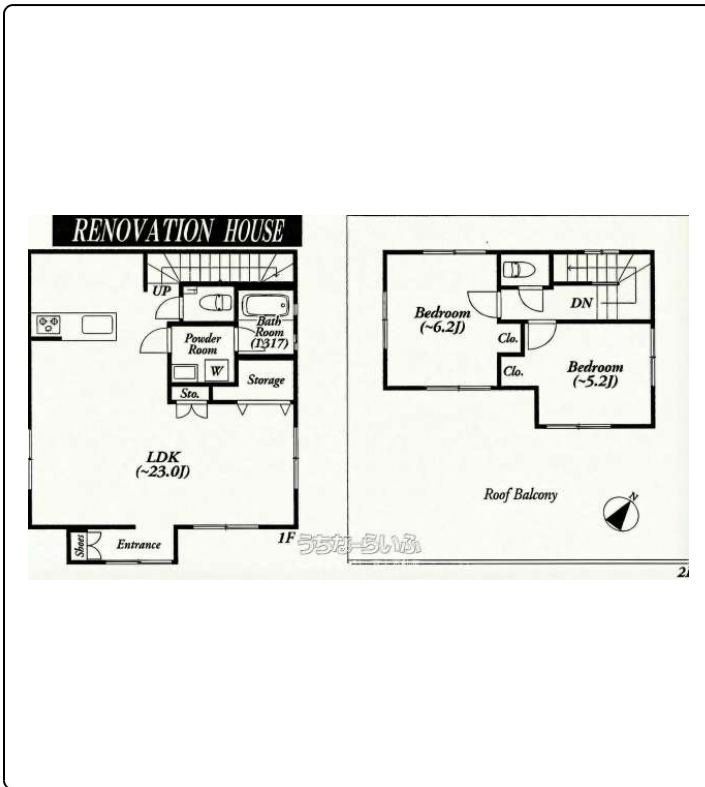 RENOVATION HOUSE
UP
Bath
Room
(1317)
Powder
Room
W
Storage
Sto.
LDK
(~23.0J)
Shoes
Entrance
1F
うちなーらいふ
Bedroom
(~6.2J)
DN
Clo.
Clo.
Bedroom
(~5.2J)
Roof Balcony
N